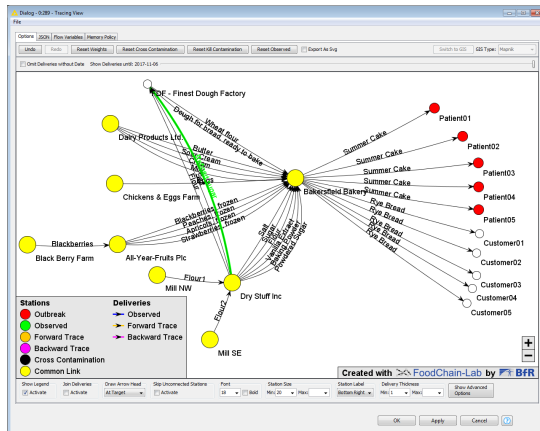 Dialog - 0:289 - Tracing View
File
Options JSON Flow Variables Memory Policy
Undo Redo Reset Weights Reset Cross Contamination Reset Kill Contamination Reset Observed Export As Svg Switch to GIS GIS Type: Mapnik
Omit Deliveries without Date Show Deliveries until: 2017-11-06
FDF - Finest Dough Factory
Wheat flour
Dough for bread, ready to bake
Dairy Products Ltd.
Butter
Sour Cream
Eggs
Chickens & Eggs Farm
Bakersfield Bakery
Summer Cake
Summer Cake
Summer Cake
Summer Cake
Summer Cake
Rye Bread
Rye Bread
Rye Bread
Rye Bread
Rye Bread
Patient01
Patient02
Patient03
Patient04
Patient05
Customer01
Customer02
Customer03
Customer04
Customer05
Blackberries, frozen
Peaches, frozen
Apricots, frozen
Strawberries, frozen
Blackberries
Black Berry Farm
All-Year-Fruits Plc
Salt
Sugar
Vanilla Extract
Baking Powder
Powdered Sugar
Flour1
Mill NW
Dry Stuff Inc
Flour2
Mill SE
Stations Deliveries
Outbreak Observed
Observed Forward Trace
Forward Trace Backward Trace
Backward Trace
Cross Contamination
Common Link
+
−
Created with FoodChain-Lab by BfR
Show Legend Join Deliveries Draw Arrow Head Skip Unconnected Stations Font Station Size Station Label Delivery Thickness
Activate Activate At Target Activate 18 Bold Min: 20 Max: Bottom Right Min: 1 Max: Show Advanced Options
OK Apply Cancel ?